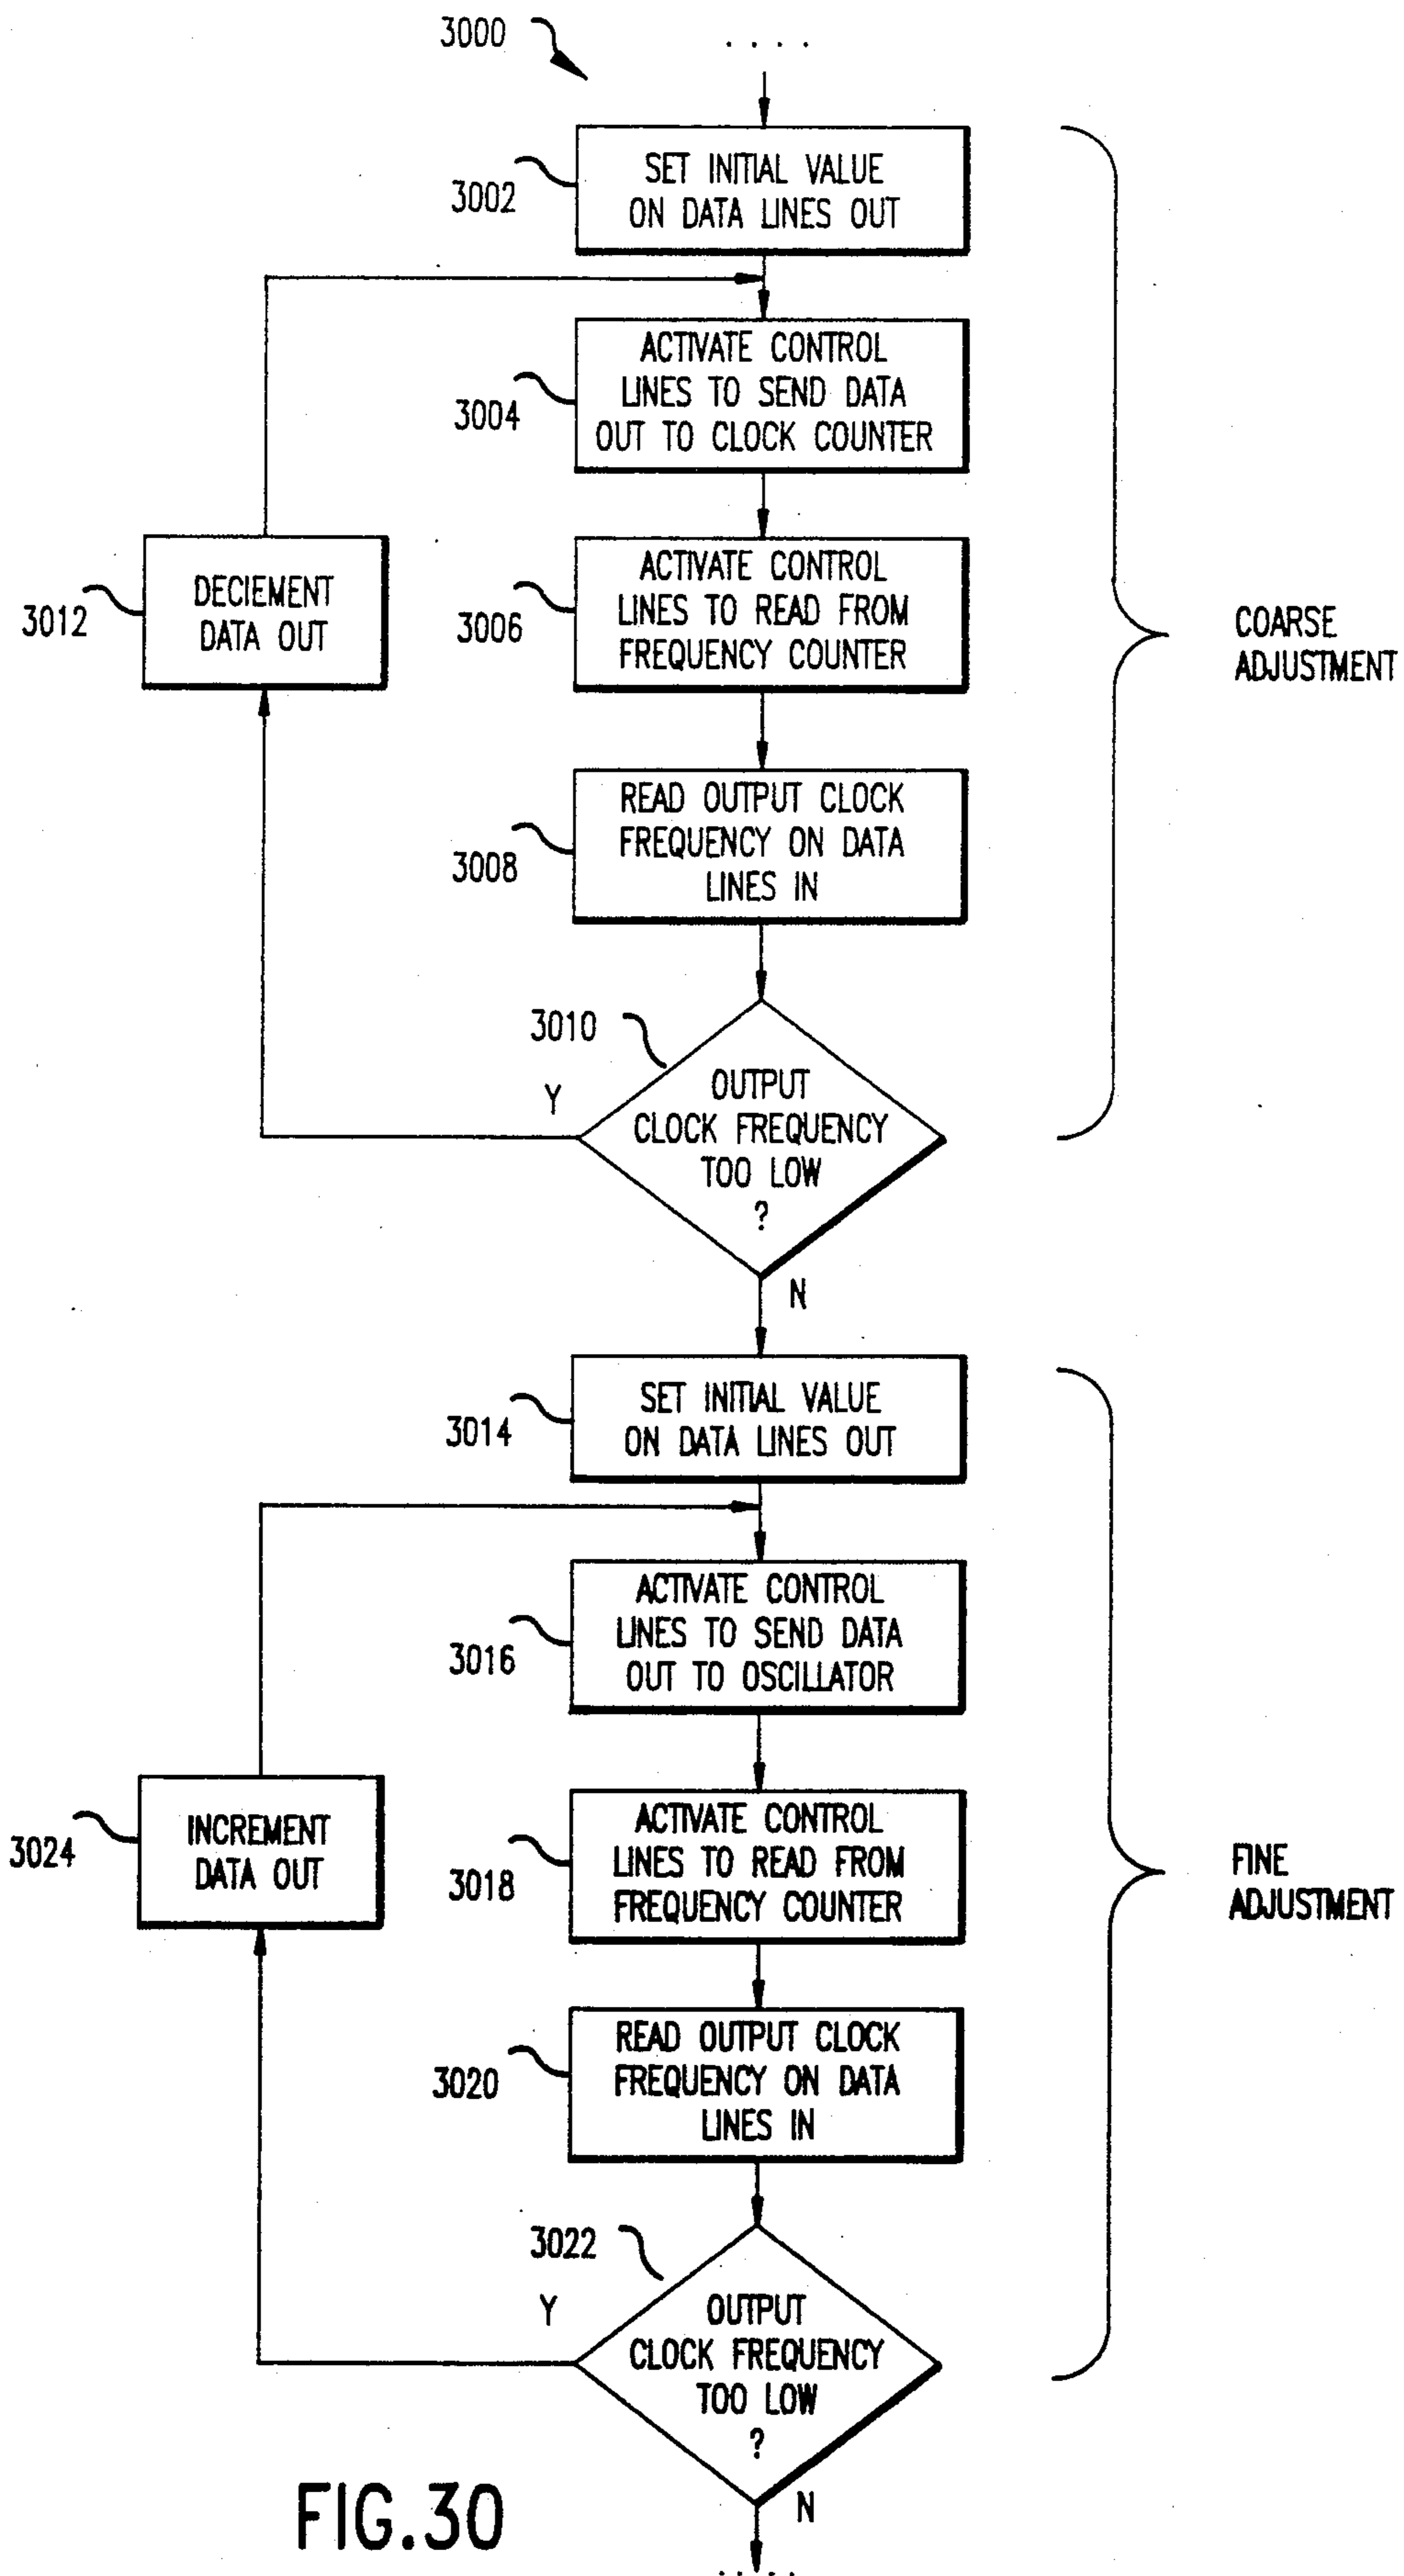 3000
. . . .
SET INITIAL VALUE
ON DATA LINES OUT
3002
ACTIVATE CONTROL
LINES TO SEND DATA
OUT TO CLOCK COUNTER
3004
ACTIVATE CONTROL
LINES TO READ FROM
FREQUENCY COUNTER
3006
DECIEMENT
DATA OUT
3012
COARSE
ADJUSTMENT
READ OUTPUT CLOCK
FREQUENCY ON DATA
LINES IN
3008
3010
OUTPUT
CLOCK FREQUENCY
TOO LOW
?
Y
N
SET INITIAL VALUE
ON DATA LINES OUT
3014
ACTIVATE CONTROL
LINES TO SEND DATA
OUT TO OSCILLATOR
3016
ACTIVATE CONTROL
LINES TO READ FROM
FREQUENCY COUNTER
3018
INCREMENT
DATA OUT
3024
FINE
ADJUSTMENT
READ OUTPUT CLOCK
FREQUENCY ON DATA
LINES IN
3020
3022
OUTPUT
CLOCK FREQUENCY
TOO LOW
?
Y
N
. . . .
FIG.30